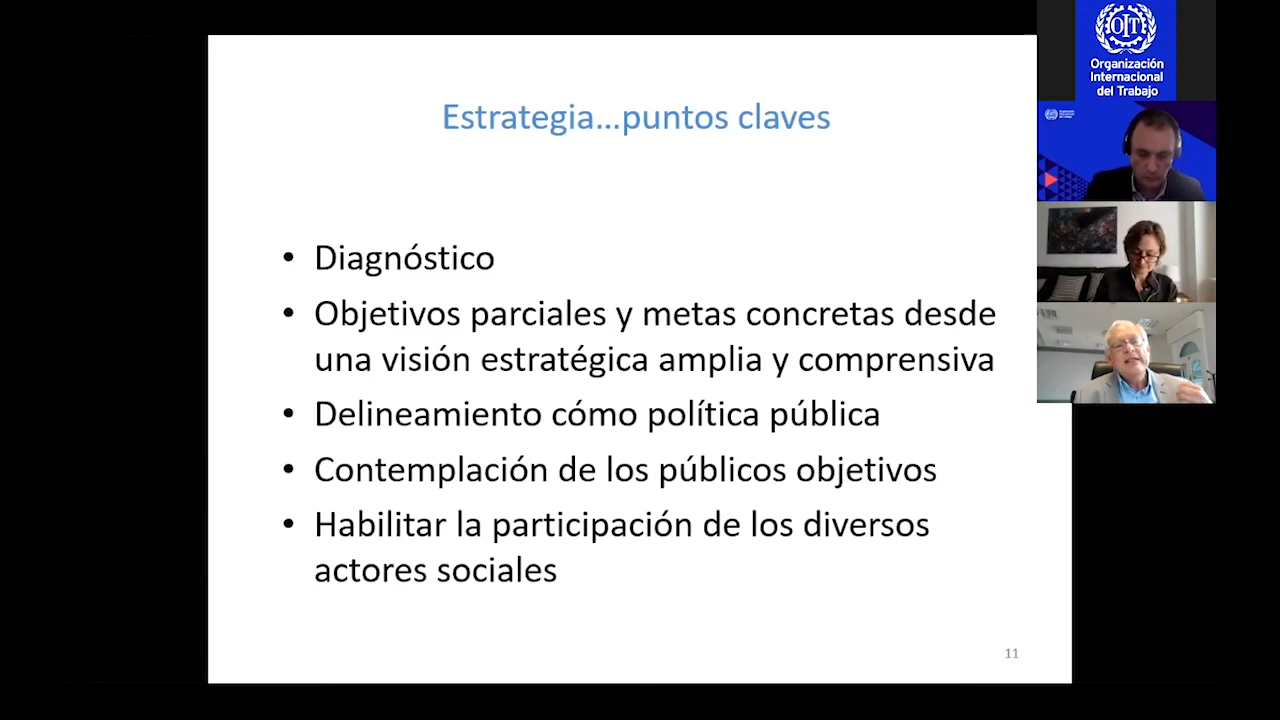 Estrategia...puntos claves
• Diagnóstico
• Objetivos parciales y metas concretas desde
una visión estratégica amplia y comprensiva
• Delineamiento cómo política pública
• Contemplación de los públicos objetivos
• Habilitar la participación de los diversos
actores sociales
11
OIT
Organización
Internacional
del Trabajo